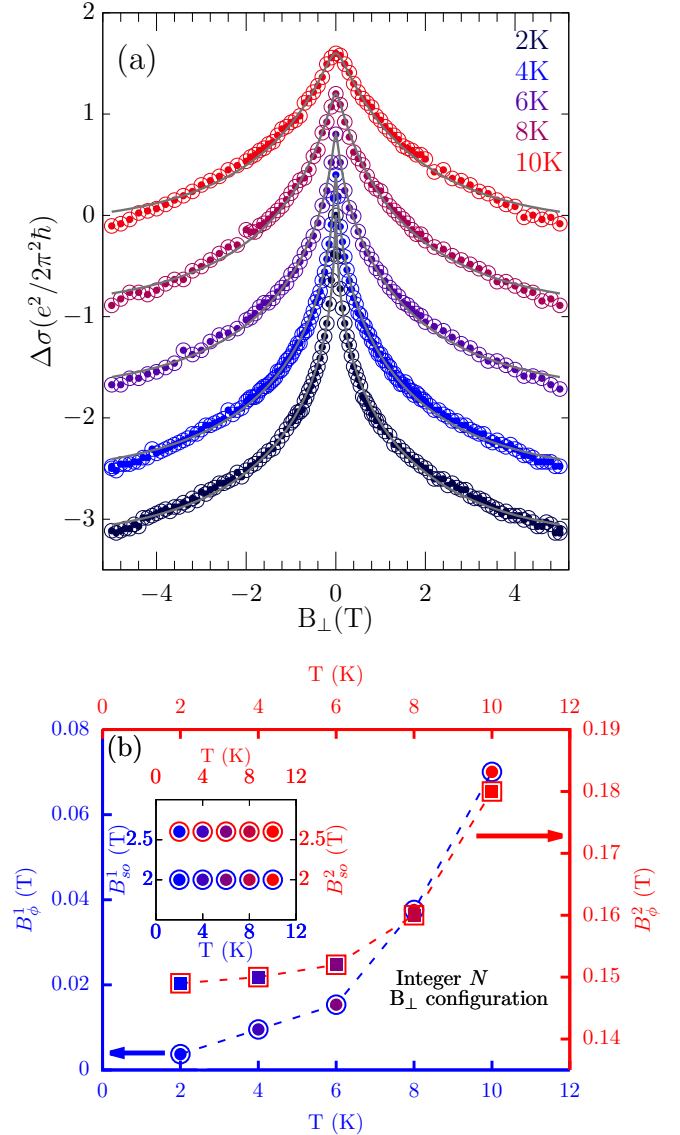 2
1
0
−1
−2
−3
(a)
2K
4K
6K
8K
10K
Δσ(e²/2π²ℏ)
−4 −2 0 2 4
B⊥(T)
T (K)
0 2 4 6 8 10 12
0.08
0.06
0.04
0.02
0
B¹ϕ (T)
(b)
T (K)
0 4 8 12
2.5
2
B¹so (T)
2.5
2
B²so (T)
0 4 8 12
T (K)
Integer N
B⊥ configuration
0.19
0.18
0.17
0.16
0.15
0.14
B²ϕ (T)
0 2 4 6 8 10 12
T (K)